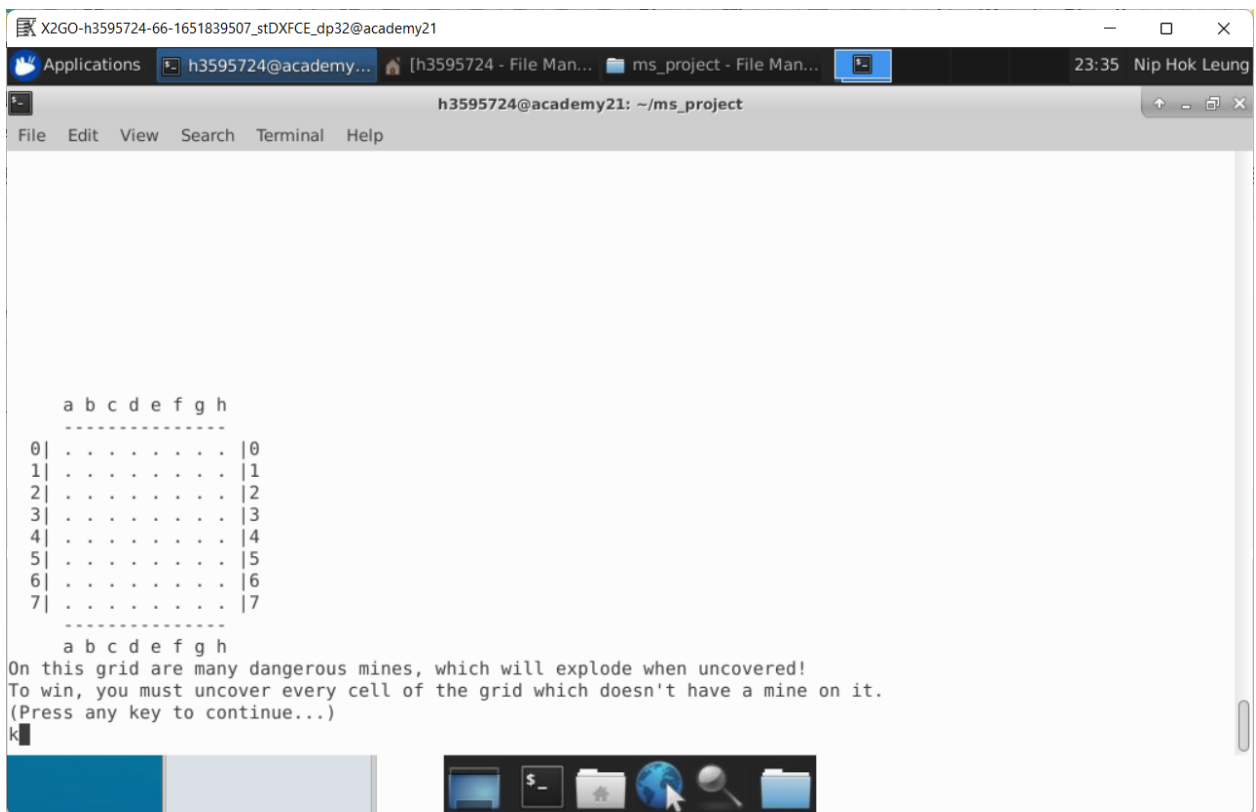 X2GO-h3595724-66-1651839507_stDXFCE_dp32@academy21
Applications h3595724@academy... [h3595724 - File Man... ms_project - File Man... 23:35 Nip Hok Leung
h3595724@academy21: ~/ms_project
File Edit View Search Terminal Help
a b c d e f g h
---------------
0| . . . . . . . . |0
1| . . . . . . . . |1
2| . . . . . . . . |2
3| . . . . . . . . |3
4| . . . . . . . . |4
5| . . . . . . . . |5
6| . . . . . . . . |6
7| . . . . . . . . |7
---------------
a b c d e f g h
On this grid are many dangerous mines, which will explode when uncovered!
To win, you must uncover every cell of the grid which doesn't have a mine on it.
(Press any key to continue...)
k